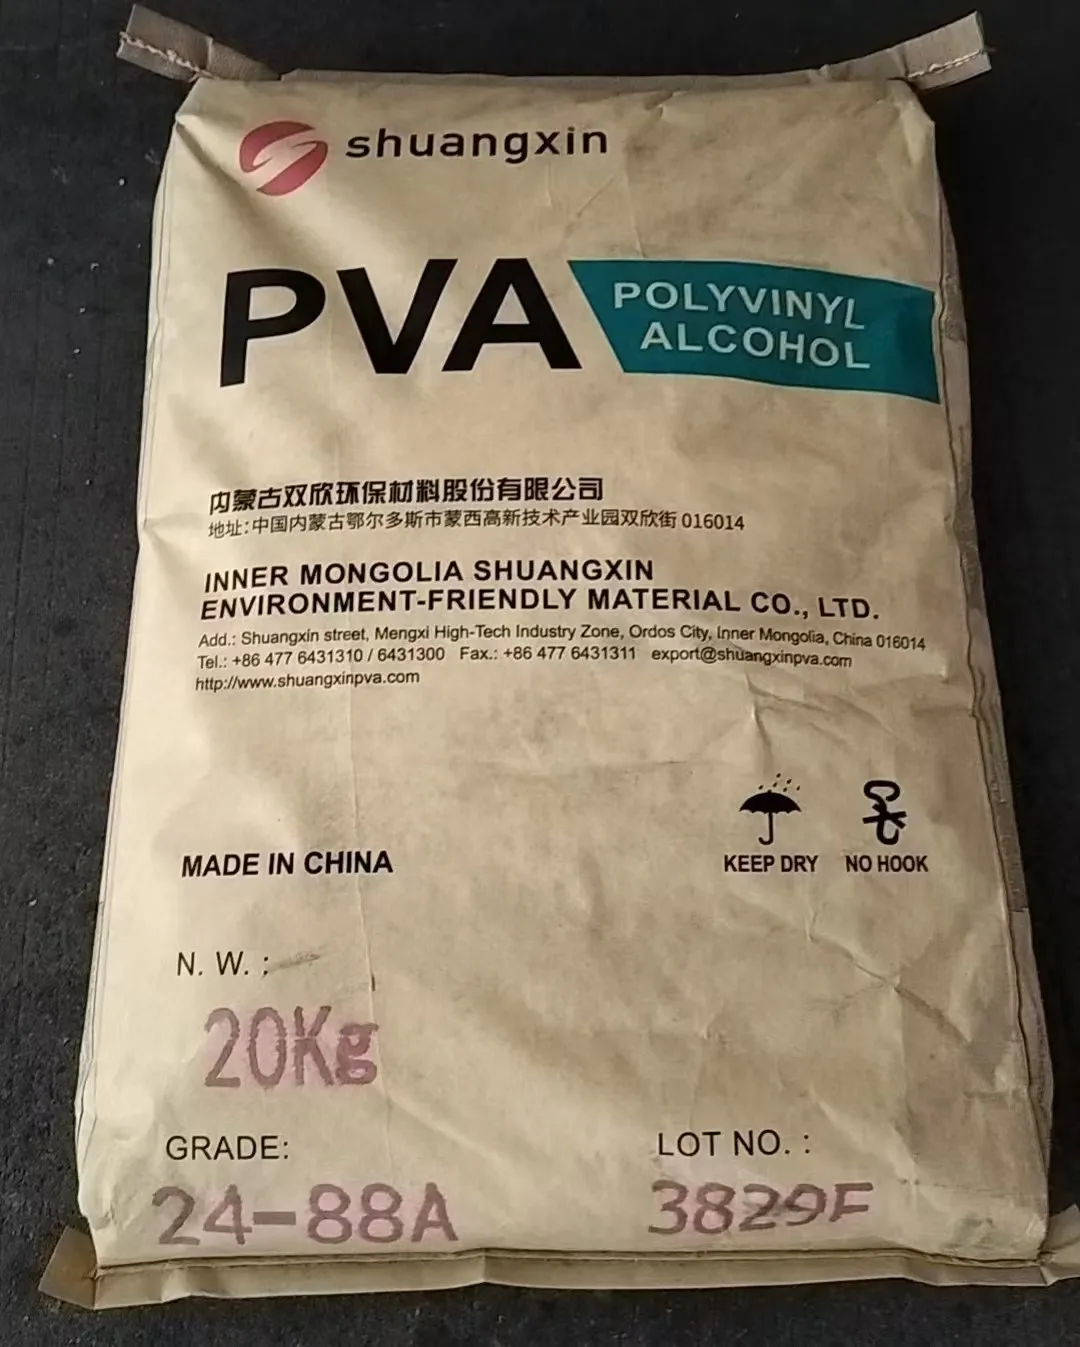 shuangxin
PVA
POLYVINYL
ALCOHOL
内蒙古双欣环保材料股份有限公司
地址:中国内蒙古鄂尔多斯市蒙西高新技术产业园双欣街 016014
INNER MONGOLIA SHUANGXIN
ENVIRONMENT-FRIENDLY MATERIAL CO., LTD.
Add.: Shuangxin street, Mengxi High-Tech Industry Zone, Ordos City, Inner Mongolia, China 016014
Tel.: +86 477 6431310 / 6431300 Fax.: +86 477 6431311 export@shuangxinpva.com
http://www.shuangxinpva.com
KEEP DRY NO HOOK
MADE IN CHINA
N. W. :
20Kg
GRADE: LOT NO. :
24-88A 3829F